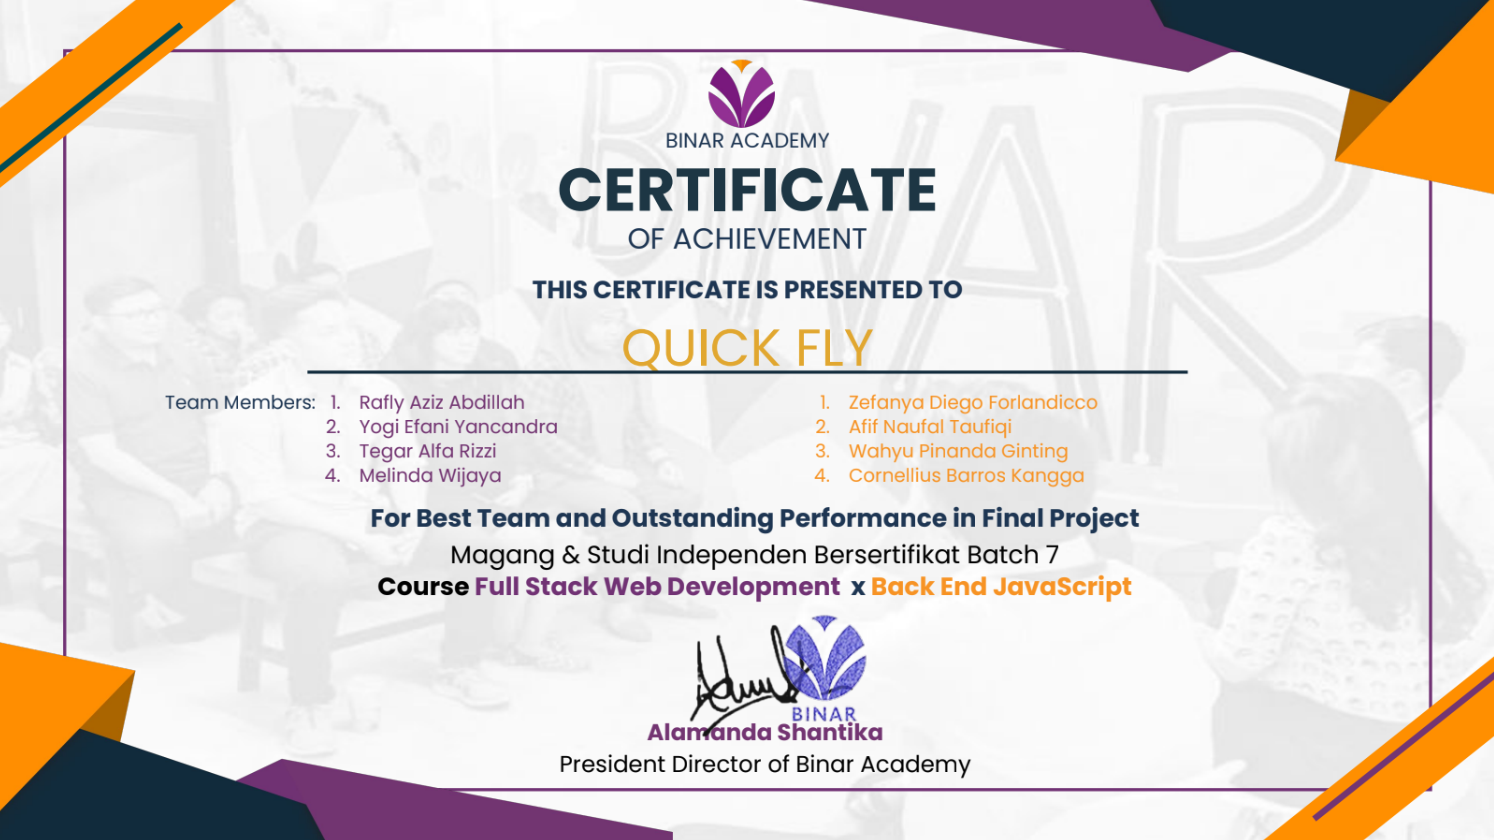 BINAR ACADEMY
CERTIFICATE
OF ACHIEVEMENT
THIS CERTIFICATE IS PRESENTED TO
QUICK FLY
Team Members:
1. Rafly Aziz Abdillah
2. Yogi Efani Yancandra
3. Tegar Alfa Rizzi
4. Melinda Wijaya
1. Zefanya Diego Forlandicco
2. Afif Naufal Taufiqi
3. Wahyu Pinanda Ginting
4. Cornellius Barros Kangga
For Best Team and Outstanding Performance in Final Project
Magang & Studi Independen Bersertifikat Batch 7
Course Full Stack Web Development x Back End JavaScript
BINAR
Alamanda Shantika
President Director of Binar Academy
BINAR